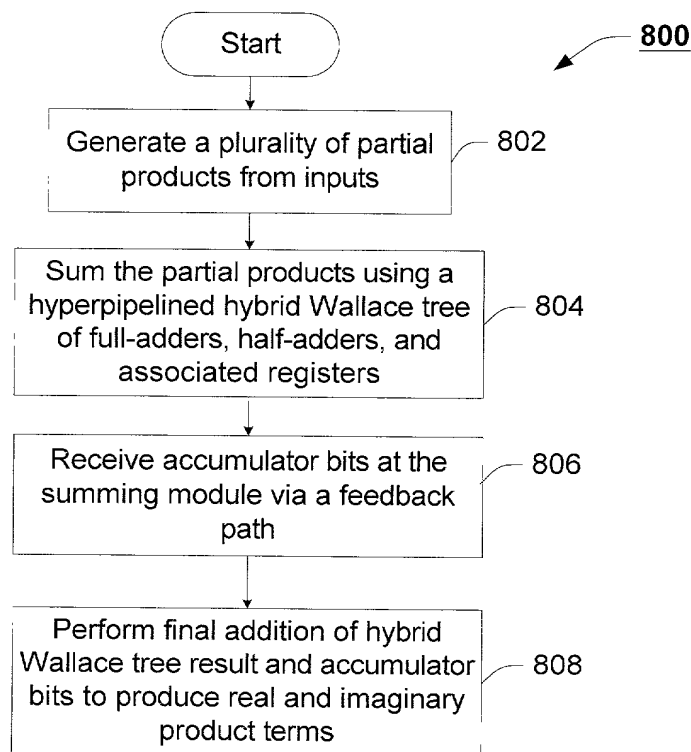 Start
800
Generate a plurality of partial
products from inputs
802
Sum the partial products using a
hyperpipelined hybrid Wallace tree
of full-adders, half-adders, and
associated registers
804
Receive accumulator bits at the
summing module via a feedback
path
806
Perform final addition of hybrid
Wallace tree result and accumulator
bits to produce real and imaginary
product terms
808